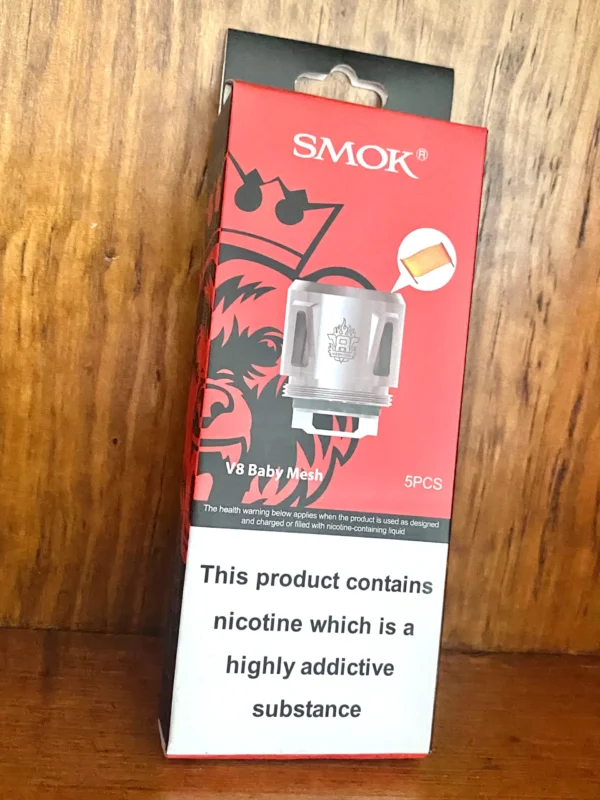 SMOK®
V8 Baby Mesh
5PCS
The health warning below applies when the product is used as designed
and charged or filled with nicotine-containing liquid
This product contains
nicotine which is a
highly addictive
substance